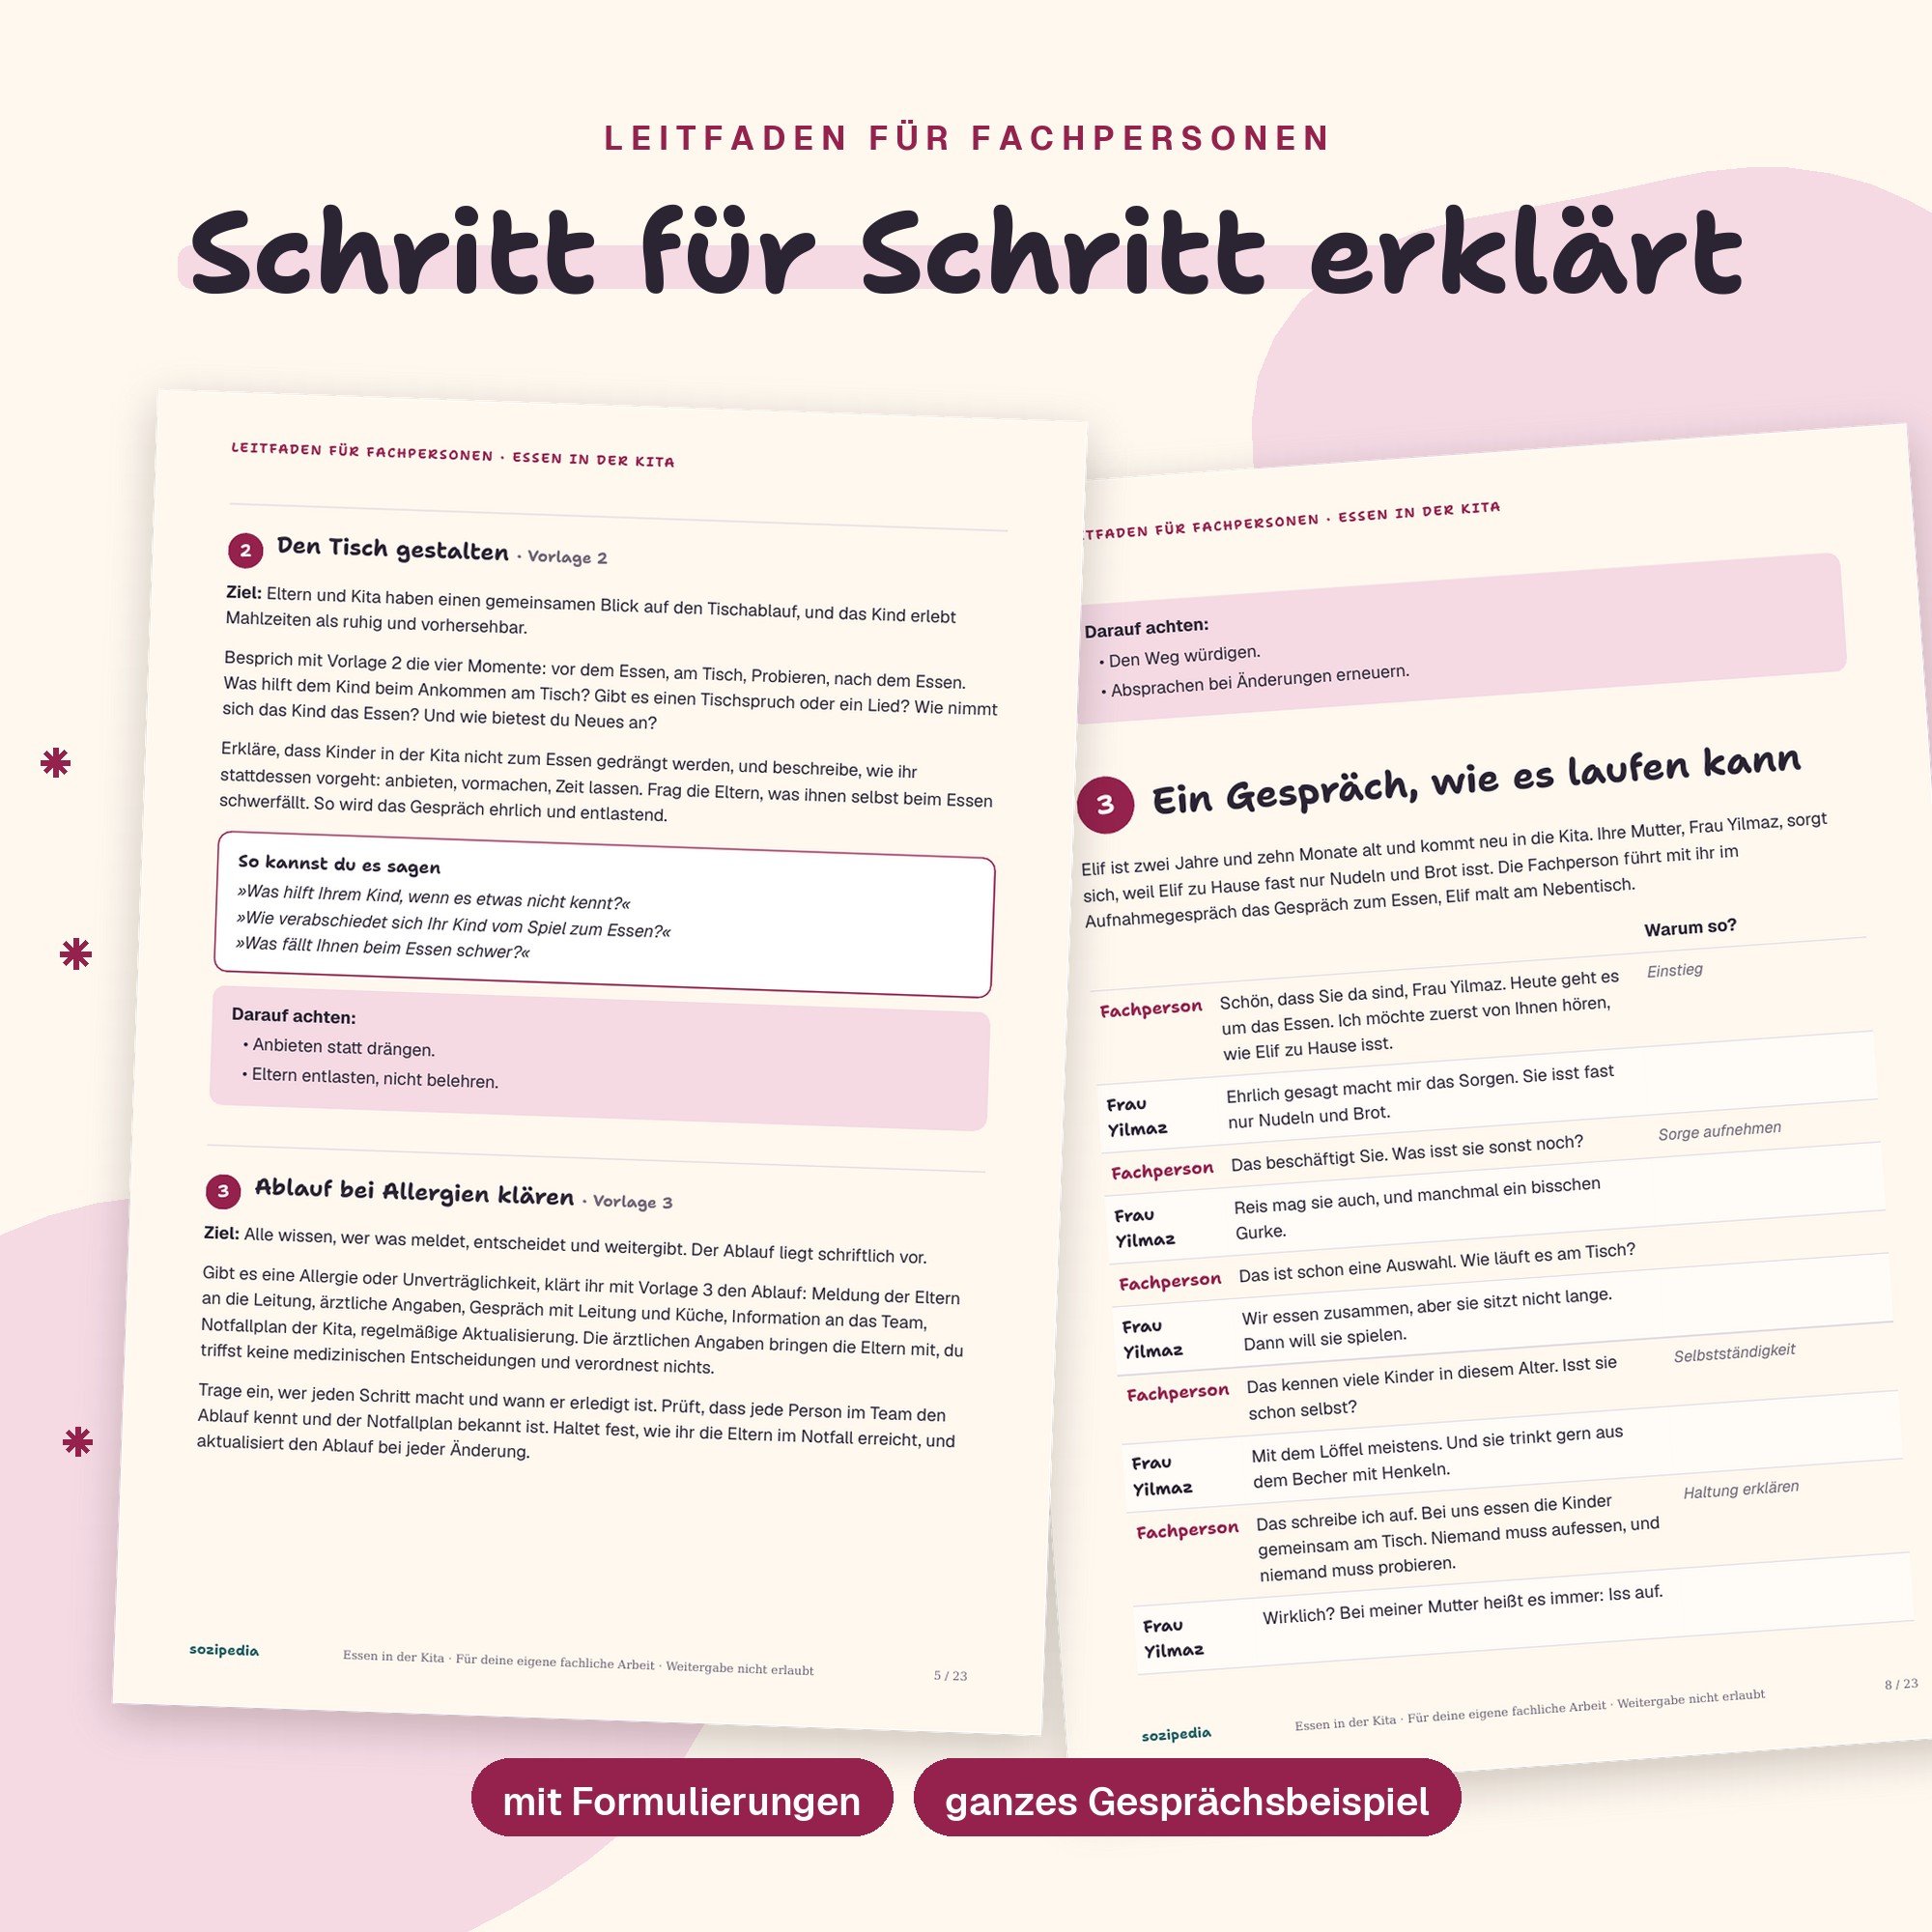 LEITFADEN FÜR FACHPERSONEN
Schritt für Schritt erklärt
LEITFADEN FÜR FACHPERSONEN · ESSEN IN DER KITA
2 Den Tisch gestalten · Vorlage 2
Ziel: Eltern und Kita haben einen gemeinsamen Blick auf den Tischablauf, und das Kind erlebt
Mahlzeiten als ruhig und vorhersehbar.
Besprich mit Vorlage 2 die vier Momente: vor dem Essen, am Tisch, Probieren, nach dem Essen.
Was hilft dem Kind beim Ankommen am Tisch? Gibt es einen Tischspruch oder ein Lied? Wie nimmt
sich das Kind das Essen? Und wie bietest du Neues an?
Erkläre, dass Kinder in der Kita nicht zum Essen gedrängt werden, und beschreibe, wie ihr
stattdessen vorgeht: anbieten, vormachen, Zeit lassen. Frag die Eltern, was ihnen selbst beim Essen
schwerfällt. So wird das Gespräch ehrlich und entlastend.
So kannst du es sagen
»Was hilft Ihrem Kind, wenn es etwas nicht kennt?«
»Wie verabschiedet sich Ihr Kind vom Spiel zum Essen?«
»Was fällt Ihnen beim Essen schwer?«
Darauf achten:
• Anbieten statt drängen.
• Eltern entlasten, nicht belehren.
3 Ablauf bei Allergien klären · Vorlage 3
Ziel: Alle wissen, wer was meldet, entscheidet und weitergibt. Der Ablauf liegt schriftlich vor.
Gibt es eine Allergie oder Unverträglichkeit, klärt ihr mit Vorlage 3 den Ablauf: Meldung der Eltern
an die Leitung, ärztliche Angaben, Gespräch mit Leitung und Küche, Information an das Team,
Notfallplan der Kita, regelmäßige Aktualisierung. Die ärztlichen Angaben bringen die Eltern mit, du
triffst keine medizinischen Entscheidungen und verordnest nichts.
Trage ein, wer jeden Schritt macht und wann er erledigt ist. Prüft, dass jede Person im Team den
Ablauf kennt und der Notfallplan bekannt ist. Haltet fest, wie ihr die Eltern im Notfall erreicht, und
aktualisiert den Ablauf bei jeder Änderung.
sozipedia Essen in der Kita · Für deine eigene fachliche Arbeit · Weitergabe nicht erlaubt 5 / 23
ITFADEN FÜR FACHPERSONEN · ESSEN IN DER KITA
Darauf achten:
• Den Weg würdigen.
• Absprachen bei Änderungen erneuern.
3 Ein Gespräch, wie es laufen kann
Elif ist zwei Jahre und zehn Monate alt und kommt neu in die Kita. Ihre Mutter, Frau Yilmaz, sorgt
sich, weil Elif zu Hause fast nur Nudeln und Brot isst. Die Fachperson führt mit ihr im
Aufnahmegespräch das Gespräch zum Essen, Elif malt am Nebentisch.
Warum so?
Fachperson Schön, dass Sie da sind, Frau Yilmaz. Heute geht es Einstieg
um das Essen. Ich möchte zuerst von Ihnen hören,
wie Elif zu Hause isst.
Frau Ehrlich gesagt macht mir das Sorgen. Sie isst fast
Yilmaz nur Nudeln und Brot.
Fachperson Das beschäftigt Sie. Was isst sie sonst noch? Sorge aufnehmen
Frau Reis mag sie auch, und manchmal ein bisschen
Yilmaz Gurke.
Fachperson Das ist schon eine Auswahl. Wie läuft es am Tisch?
Frau Wir essen zusammen, aber sie sitzt nicht lange.
Yilmaz Dann will sie spielen.
Fachperson Das kennen viele Kinder in diesem Alter. Isst sie Selbstständigkeit
schon selbst?
Frau Mit dem Löffel meistens. Und sie trinkt gern aus
Yilmaz dem Becher mit Henkeln.
Fachperson Das schreibe ich auf. Bei uns essen die Kinder Haltung erklären
gemeinsam am Tisch. Niemand muss aufessen, und
niemand muss probieren.
Frau Wirklich? Bei meiner Mutter heißt es immer: Iss auf.
Yilmaz
sozipedia Essen in der Kita · Für deine eigene fachliche Arbeit · Weitergabe nicht erlaubt 8 / 23
mit Formulierungen
ganzes Gesprächsbeispiel